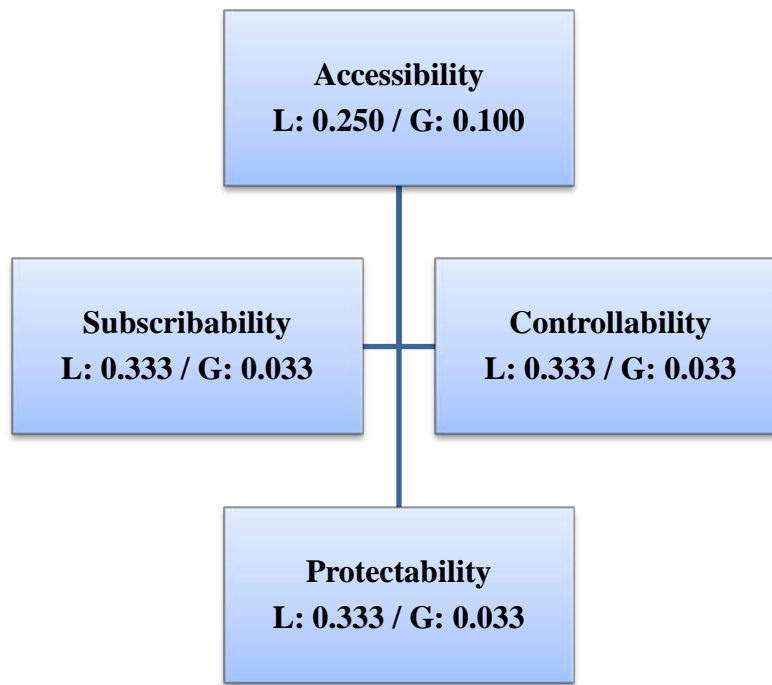 Accessibility
L: 0.250 / G: 0.100
Subscribability
L: 0.333 / G: 0.033
Controllability
L: 0.333 / G: 0.033
Protectability
L: 0.333 / G: 0.033